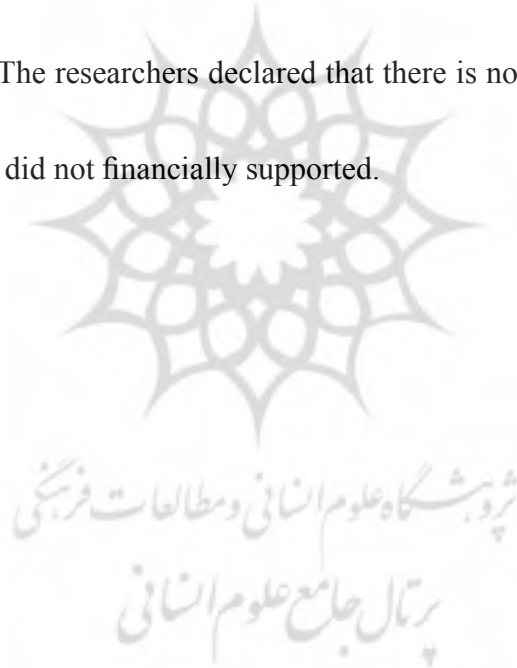 The researchers declared that there is no
did not financially supported.
پژوهشگاه علوم انسانی و مطالعات فرهنگی
پرتال جامع علوم انسانی